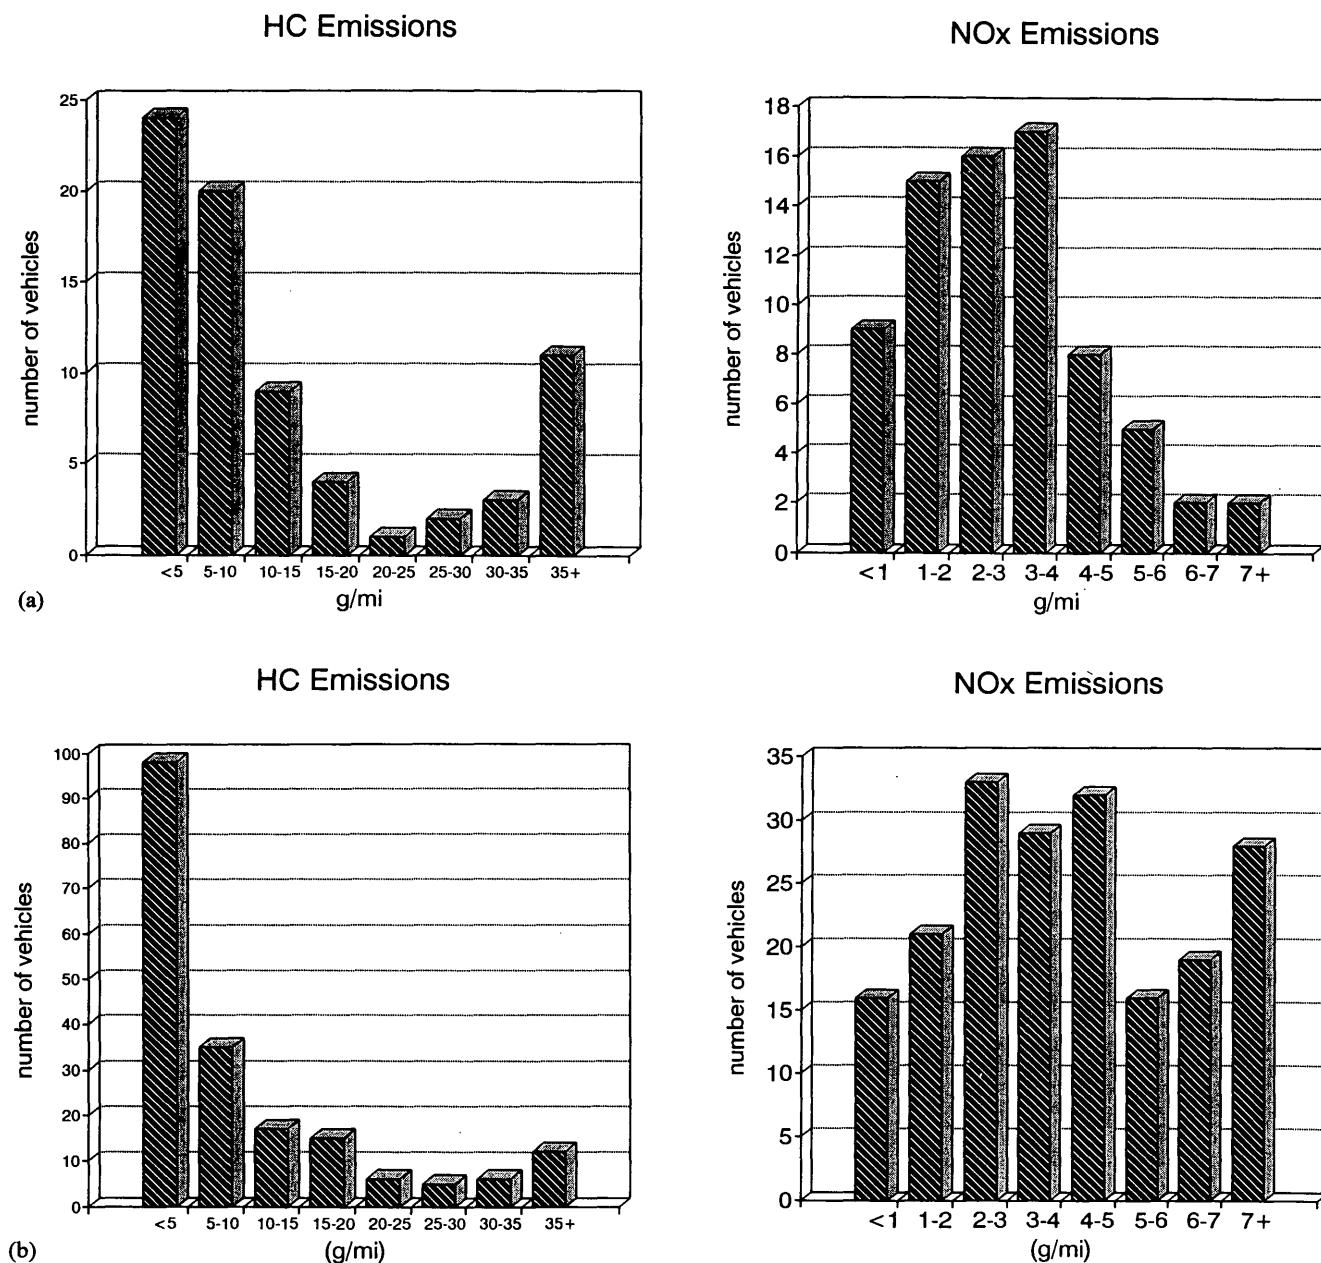 HC Emissions
number of vehicles
25
20
15
10
5
0
<5 5-10 10-15 15-20 20-25 25-30 30-35 35+
g/mi
(a)
NOx Emissions
number of vehicles
18
16
14
12
10
8
6
4
2
0
<1 1-2 2-3 3-4 4-5 5-6 6-7 7+
g/mi
HC Emissions
number of vehicles
100
90
80
70
60
50
40
30
20
10
0
<5 5-10 10-15 15-20 20-25 25-30 30-35 35+
(g/mi)
(b)
NOx Emissions
number of vehicles
35
30
25
20
15
10
5
0
<1 1-2 2-3 3-4 4-5 5-6 6-7 7+
(g/mi)